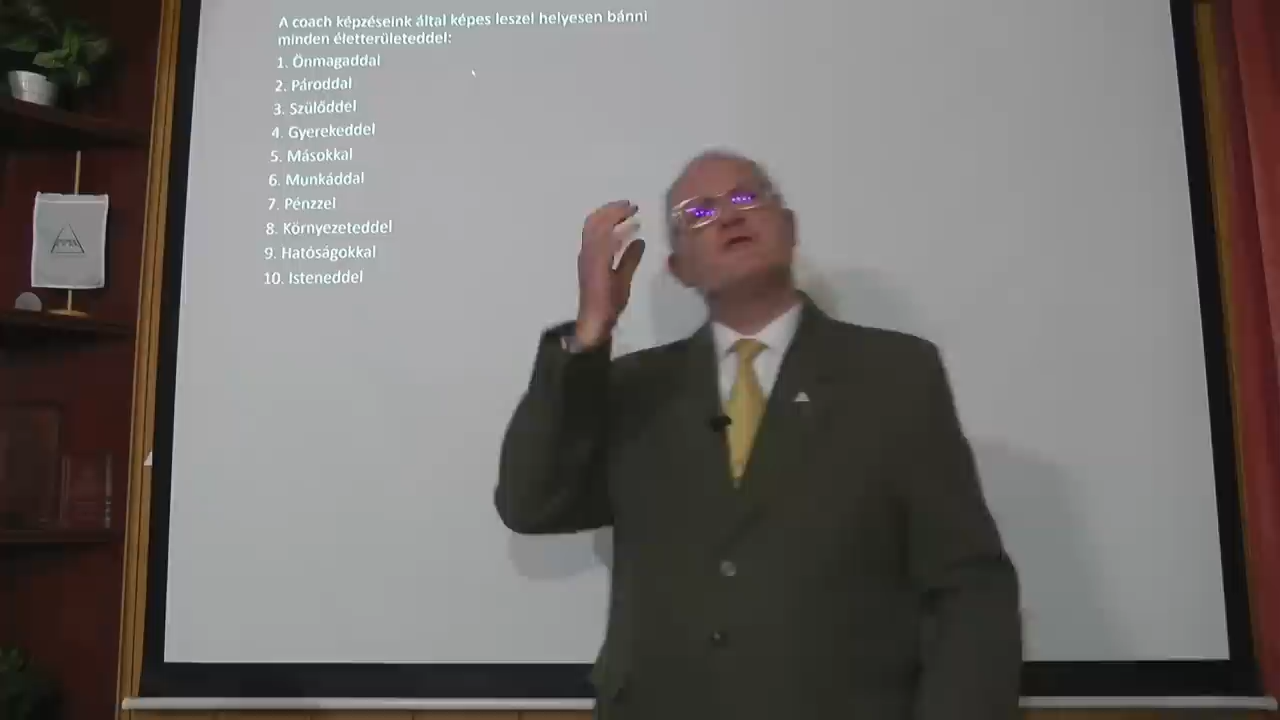 A coach képzéseink által képes leszel helyesen bánni
minden életterületeddel:
1. Önmagaddal
2. Pároddal
3. Szülőddel
4. Gyerekeddel
5. Másokkal
6. Munkáddal
7. Pénzzel
8. Környezeteddel
9. Hatóságokkal
10. Isteneddel